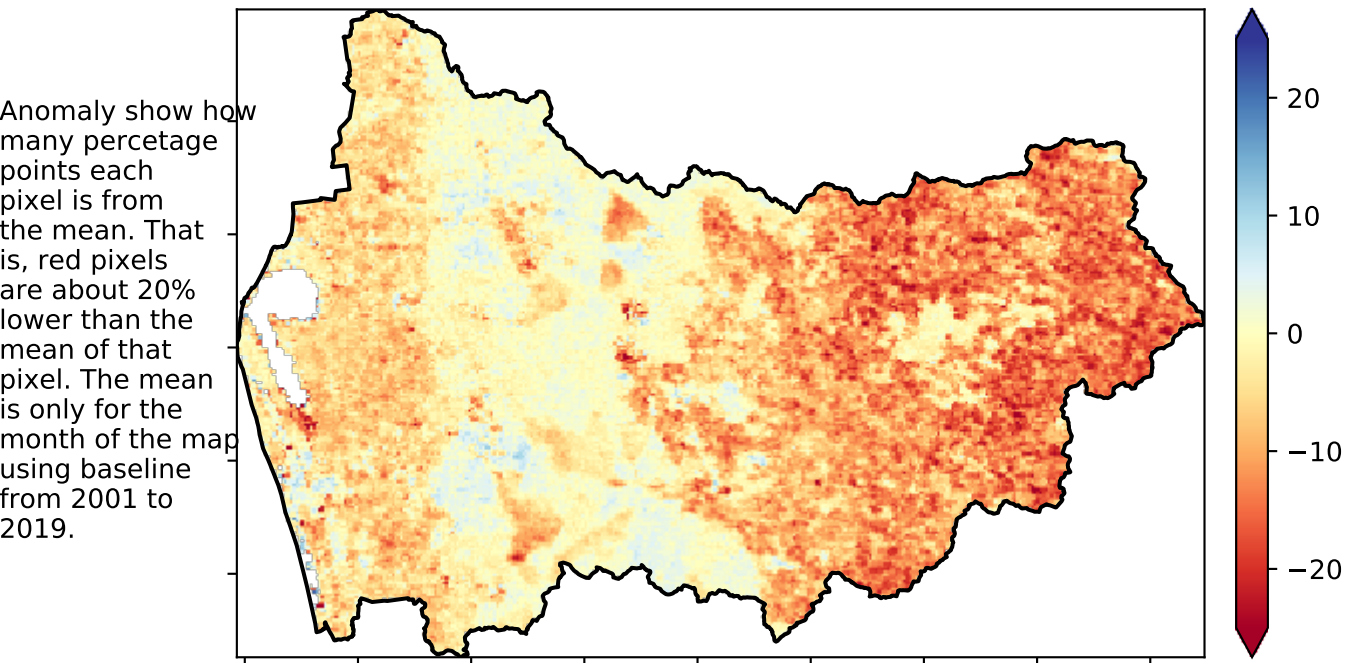 Anomaly show how
many percetage
points each
pixel is from
the mean. That
is, red pixels
are about 20%
lower than the
mean of that
pixel. The mean
is only for the
month of the map
using baseline
from 2001 to
2019.
20
10
0
−10
−20